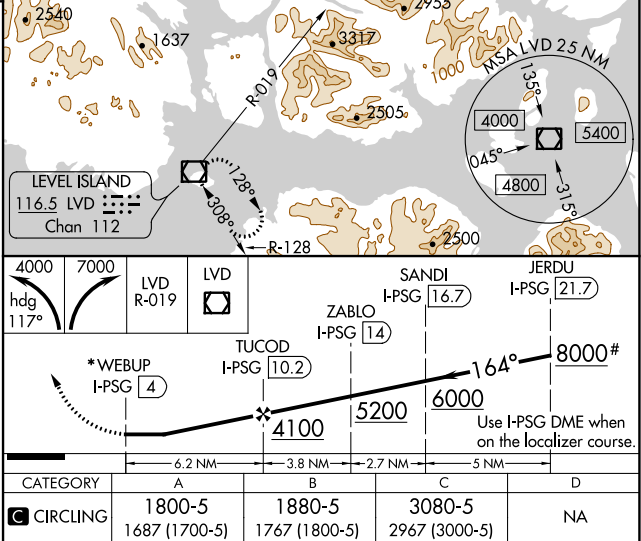 2540
1637
3317
2955
1000
R-019
2505
MSA LVD 25 NM
135°
4000
5400
045°
4800
315°
LEVEL ISLAND
116.5 LVD
Chan 112
128°
308°
R-128
2500
4000
hdg
117°
7000
LVD
R-019
LVD
*WEBUP
I-PSG 4
TUCOD
I-PSG 10.2
ZABLO
I-PSG 14
SANDI
I-PSG 16.7
JERDU
I-PSG 21.7
164°
8000#
6000
5200
4100
Use I-PSG DME when
on the localizer course.
6.2 NM 3.8 NM 2.7 NM 5 NM
CATEGORY A B C D
C CIRCLING 1800-5 1880-5 3080-5 NA
1687 (1700-5) 1767 (1800-5) 2967 (3000-5)